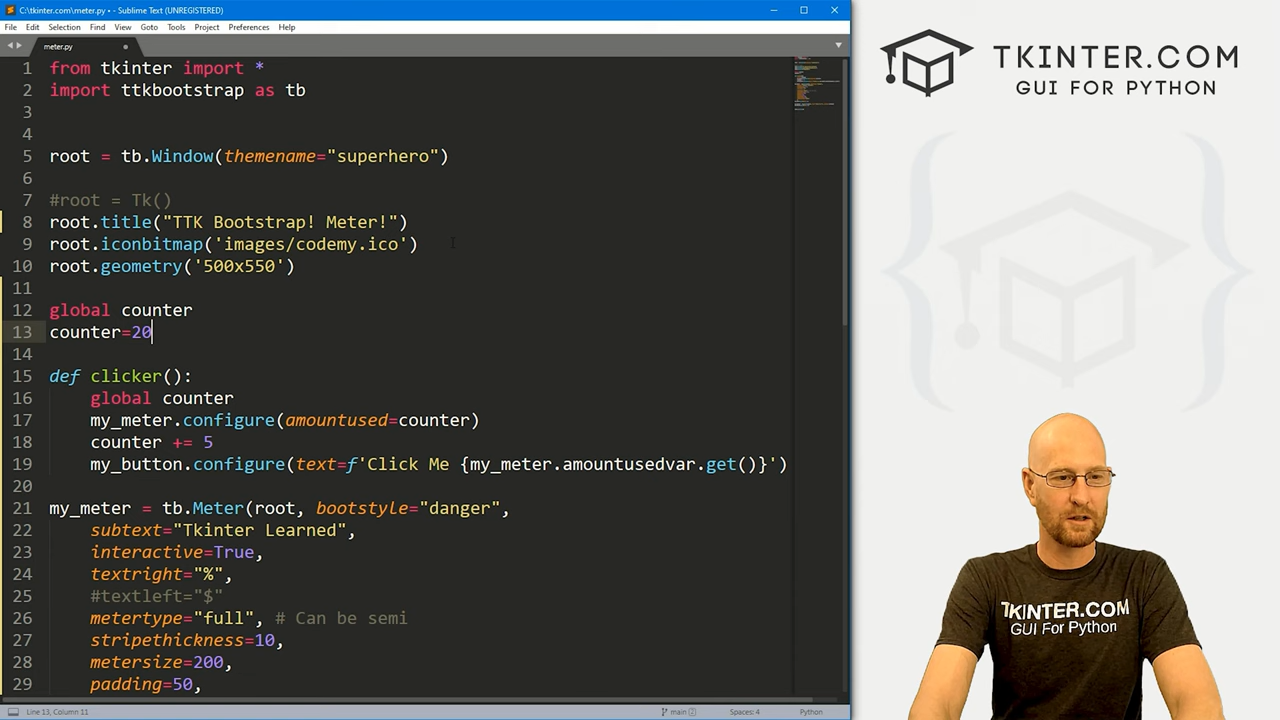 C:\tkinter.com\meter.py • - Sublime Text (UNREGISTERED)
File Edit Selection Find View Goto Tools Project Preferences Help
meter.py
1 from tkinter import *
2 import ttkbootstrap as tb
3
4
5 root = tb.Window(themename="superhero")
6
7 #root = Tk()
8 root.title("TTK Bootstrap! Meter!")
9 root.iconbitmap('images/codemy.ico')
10 root.geometry('500x550')
11
12 global counter
13 counter=20
14
15 def clicker():
16     global counter
17     my_meter.configure(amountused=counter)
18     counter += 5
19     my_button.configure(text=f'Click Me {my_meter.amountusedvar.get()}')
20
21 my_meter = tb.Meter(root, bootstyle="danger",
22     subtext="Tkinter Learned",
23     interactive=True,
24     textright="%",
25     #textleft="$"
26     metertype="full", # Can be semi
27     stripethickness=10,
28     metersize=200,
29     padding=50,
Line 13, Column 11 main 2 Spaces: 4 Python
TKINTER.COM
GUI FOR PYTHON
TKINTER.COM
GUI For Python